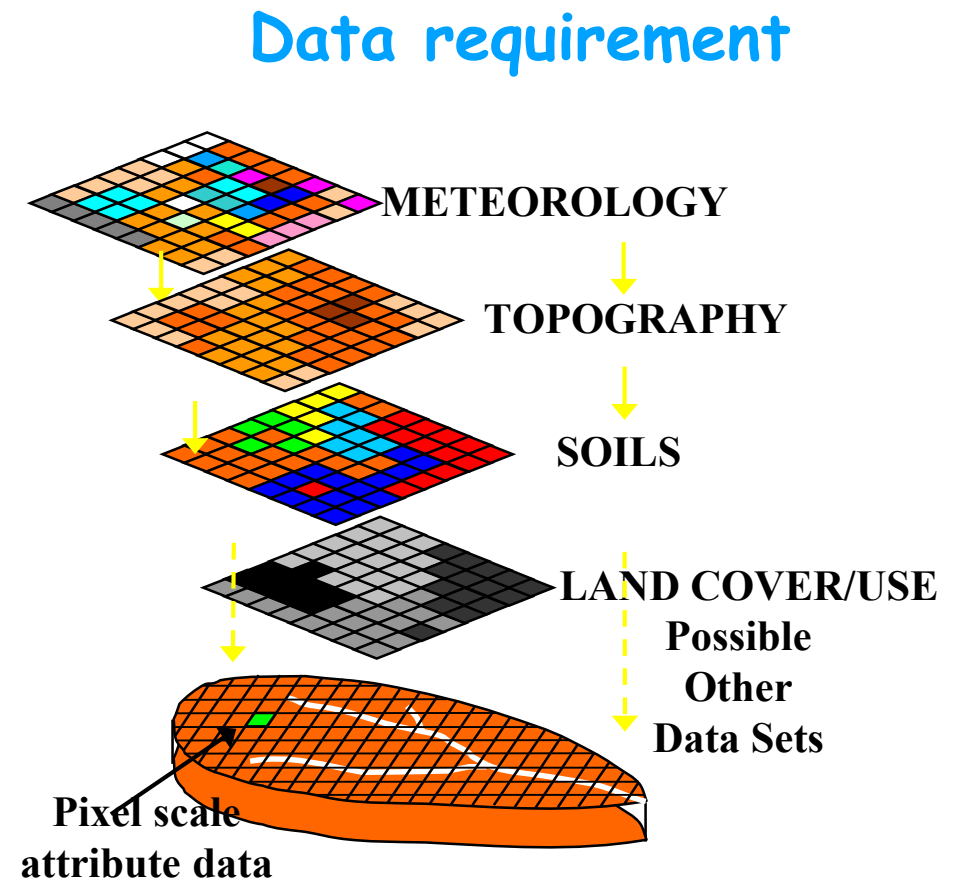 Data requirement
METEOROLOGY
TOPOGRAPHY
SOILS
LAND COVER/USE
Possible
Other
Data Sets
Pixel scale
attribute data